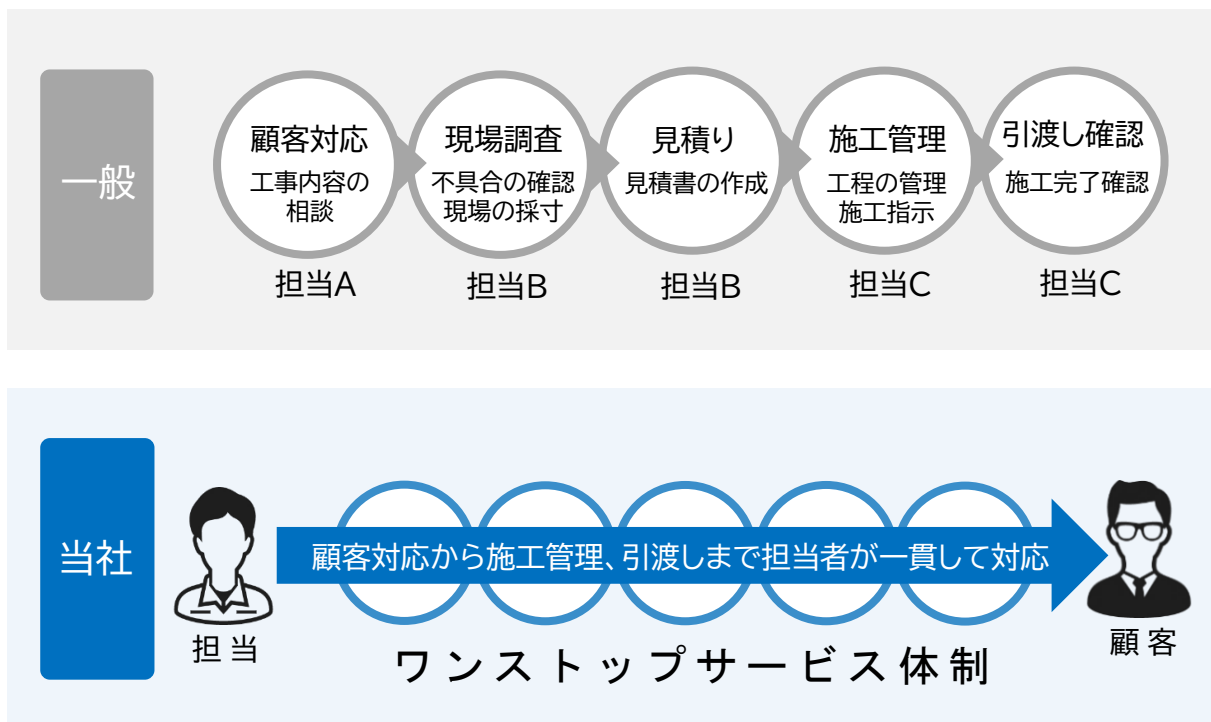 一般
顧客対応
工事内容の
相談
担当A
現場調査
不具合の確認
現場の採寸
担当B
見積り
見積書の作成
担当B
施工管理
工程の管理
施工指示
担当C
引渡し確認
施工完了確認
担当C
当社
担当
顧客対応から施工管理、引渡しまで担当者が一貫して対応
顧客
ワンストップサービス体制